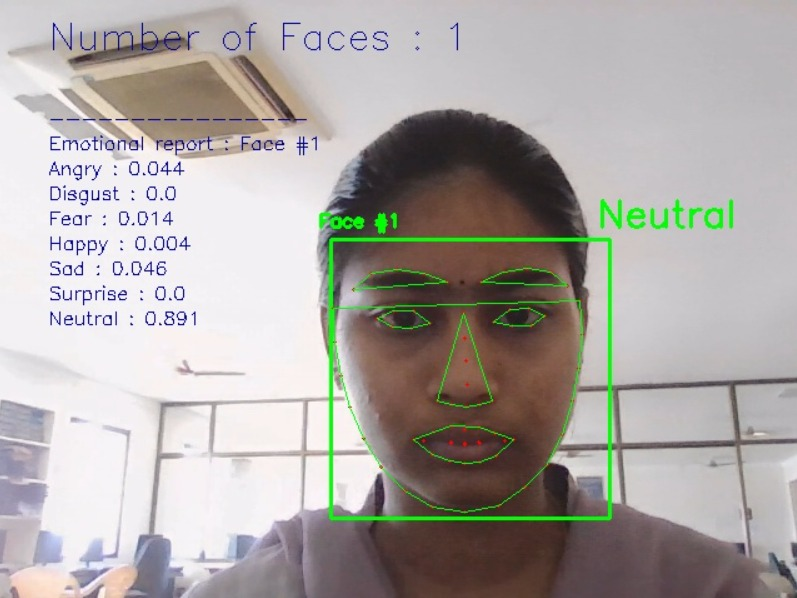 Number of Faces : 1
----------------
Emotional report : Face #1
Angry : 0.044
Disgust : 0.0
Fear : 0.014
Happy : 0.004
Sad : 0.046
Surprise : 0.0
Neutral : 0.891
Face #1
Neutral